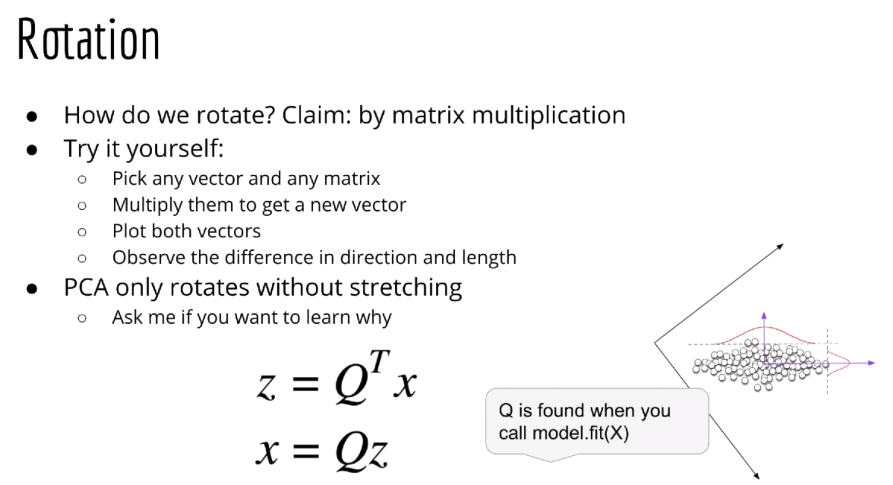 Rotation
● How do we rotate? Claim: by matrix multiplication
● Try it yourself:
○ Pick any vector and any matrix
○ Multiply them to get a new vector
○ Plot both vectors
○ Observe the difference in direction and length
● PCA only rotates without stretching
○ Ask me if you want to learn why
z = Qᵀx
x = Qz
Q is found when you
call model.fit(X)